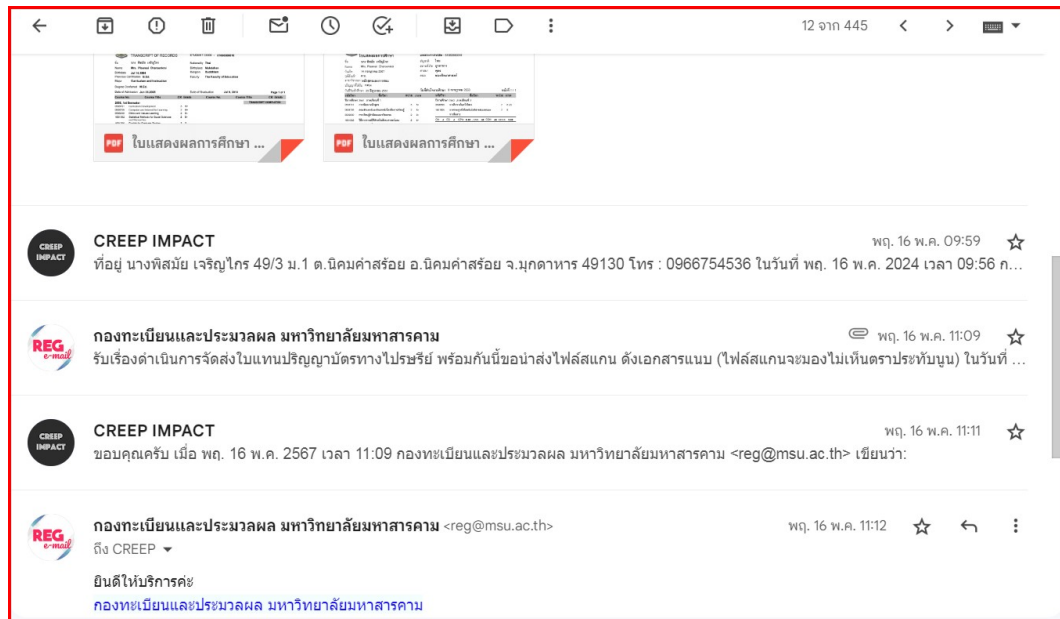 12 จาก 445
TRANSCRIPT OF RECORDS
PDF ใบแสดงผลการศึกษา ...
PDF ใบแสดงผลการศึกษา ...
CREEP IMPACT
CREEP IMPACT พฤ. 16 พ.ค. 09:59
ที่อยู่ นางพิสมัย เจริญไกร 49/3 ม.1 ต.นิคมคำสร้อย อ.นิคมคำสร้อย จ.มุกดาหาร 49130 โทร : 0966754536 ในวันที่ พฤ. 16 พ.ค. 2024 เวลา 09:56 ก…
REG e-mail
กองทะเบียนและประมวลผล มหาวิทยาลัยมหาสารคาม พฤ. 16 พ.ค. 11:09
รับเรื่องดำเนินการจัดส่งใบแทนปริญญาบัตรทางไปรษรีย์ พร้อมกันนี้ขอนำส่งไฟล์สแกน ดังเอกสารแนบ (ไฟล์สแกนจะมองไม่เห็นตราประทับนูน) ในวันที่ …
CREEP IMPACT
CREEP IMPACT พฤ. 16 พ.ค. 11:11
ขอบคุณครับ เมื่อ พฤ. 16 พ.ค. 2567 เวลา 11:09 กองทะเบียนและประมวลผล มหาวิทยาลัยมหาสารคาม <reg@msu.ac.th> เขียนว่า:
REG e-mail
กองทะเบียนและประมวลผล มหาวิทยาลัยมหาสารคาม <reg@msu.ac.th> พฤ. 16 พ.ค. 11:12
ถึง CREEP
ยินดีให้บริการค่ะ
กองทะเบียนและประมวลผล มหาวิทยาลัยมหาสารคาม